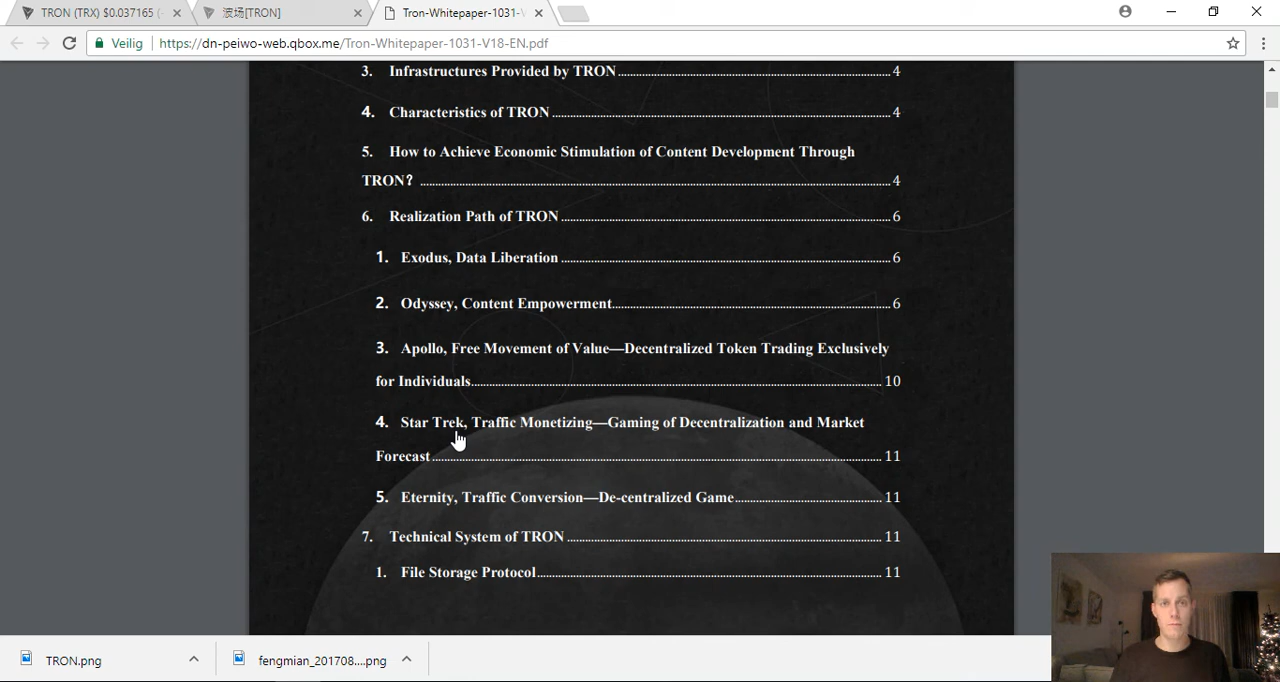 TRON (TRX) $0.037165 (
波场[TRON]
Tron-Whitepaper-1031-V
Veilig
https://dn-peiwo-web.qbox.me/Tron-Whitepaper-1031-V18-EN.pdf
3. Infrastructures Provided by TRON 4
4. Characteristics of TRON 4
5. How to Achieve Economic Stimulation of Content Development Through
TRON? 4
6. Realization Path of TRON 6
1. Exodus, Data Liberation 6
2. Odyssey, Content Empowerment 6
3. Apollo, Free Movement of Value—Decentralized Token Trading Exclusively
for Individuals 10
4. Star Trek, Traffic Monetizing—Gaming of Decentralization and Market
Forecast 11
5. Eternity, Traffic Conversion—De-centralized Game 11
7. Technical System of TRON 11
1. File Storage Protocol 11
TRON.png
fengmian_201708....png